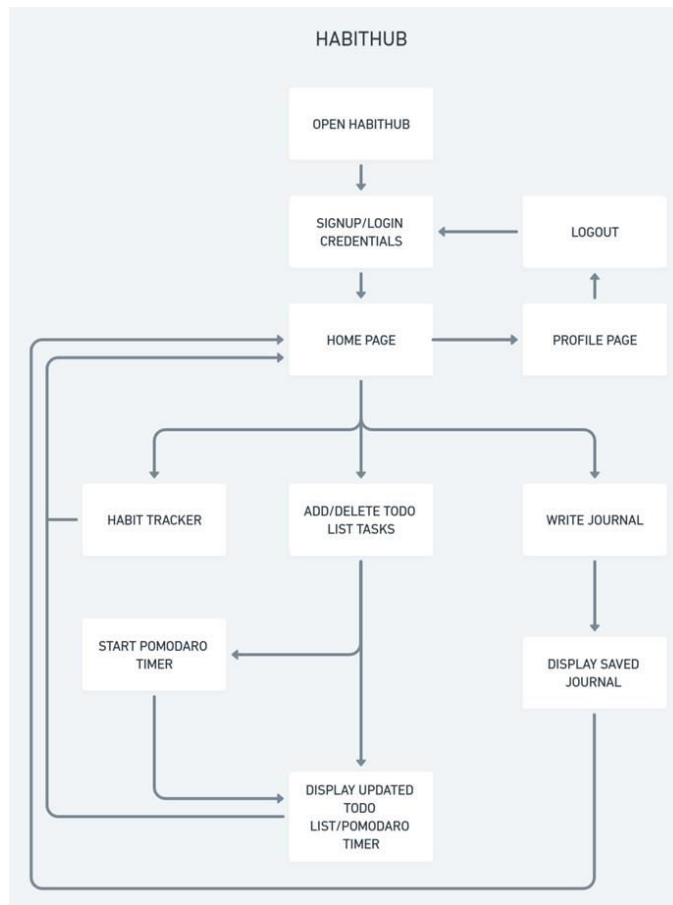 HABITHUB
OPEN HABITHUB
SIGNUP/LOGIN
CREDENTIALS
LOGOUT
HOME PAGE
PROFILE PAGE
HABIT TRACKER
ADD/DELETE TODO
LIST TASKS
WRITE JOURNAL
START POMODARO
TIMER
DISPLAY SAVED
JOURNAL
DISPLAY UPDATED
TODO
LIST/POMODARO
TIMER